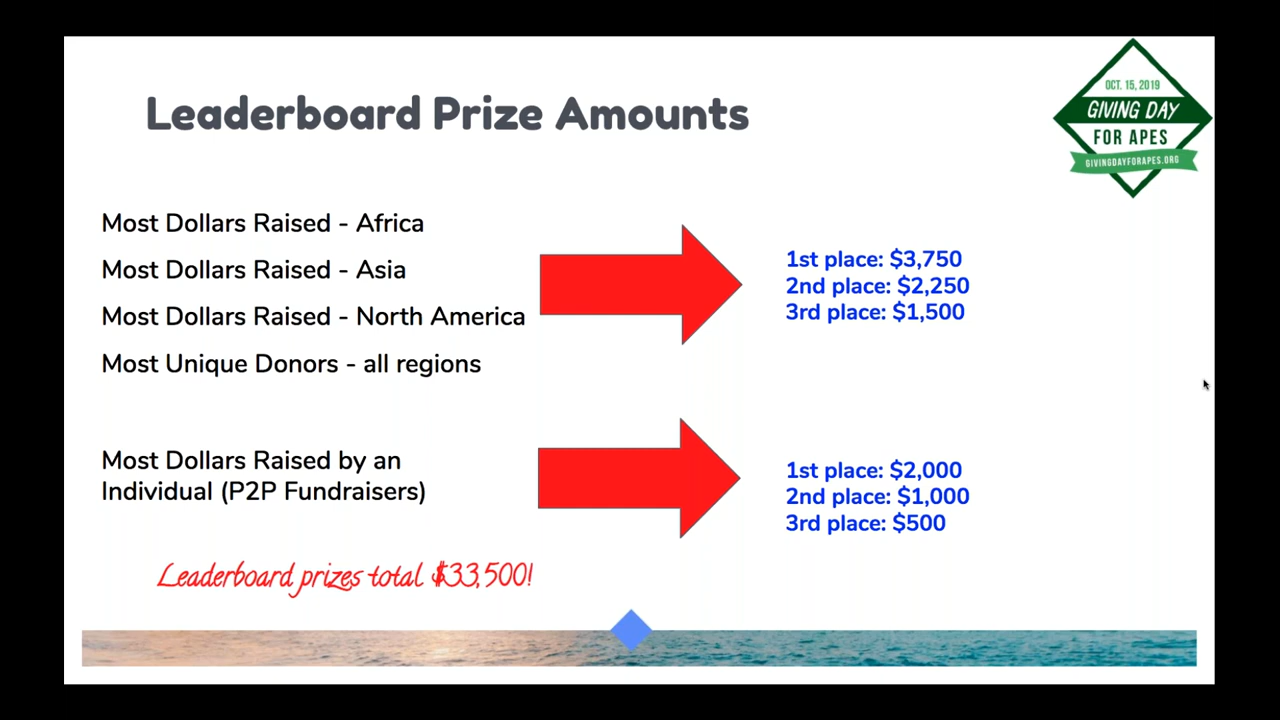 Leaderboard Prize Amounts
OCT. 15, 2019
GIVING DAY
FOR APES
GIVINGDAYFORAPES.ORG
Most Dollars Raised - Africa
Most Dollars Raised - Asia
Most Dollars Raised - North America
Most Unique Donors - all regions
1st place: $3,750
2nd place: $2,250
3rd place: $1,500
Most Dollars Raised by an
Individual (P2P Fundraisers)
1st place: $2,000
2nd place: $1,000
3rd place: $500
Leaderboard prizes total $33,500!